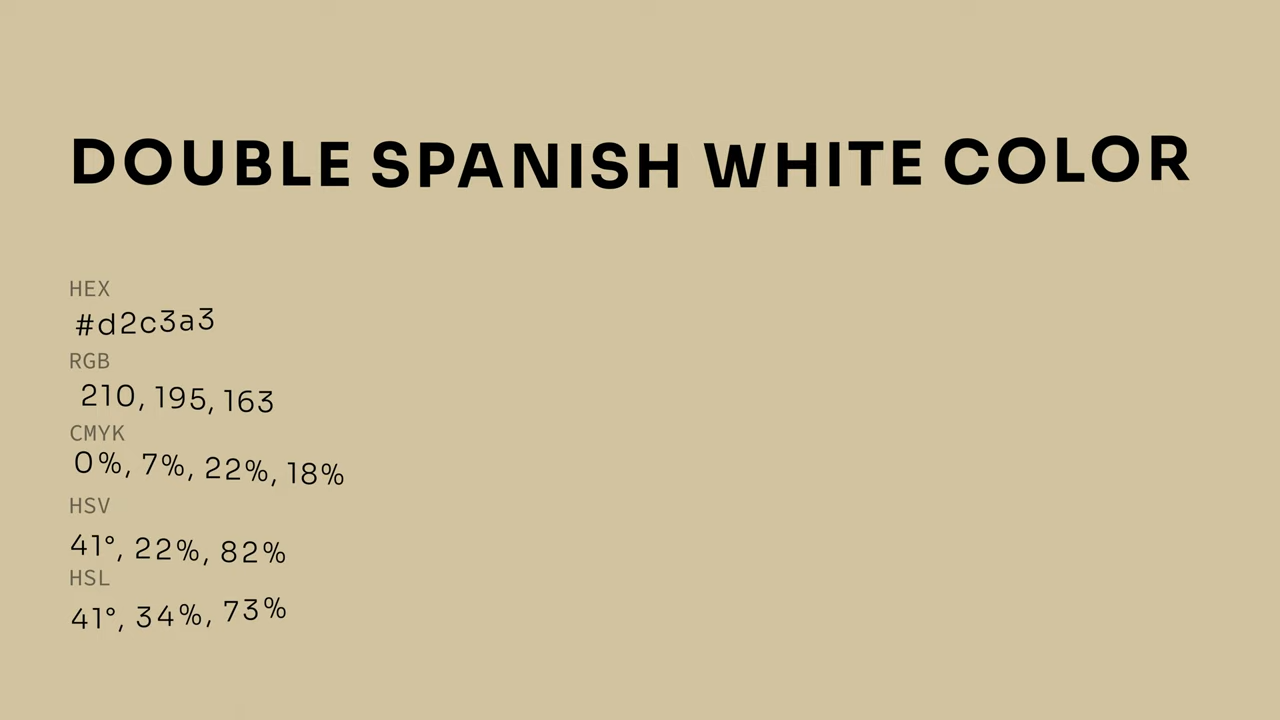 DOUBLE SPANISH WHITE COLOR
HEX
#d2c3a3
RGB
210, 195, 163
CMYK
0%, 7%, 22%, 18%
HSV
41°, 22%, 82%
HSL
41°, 34%, 73%